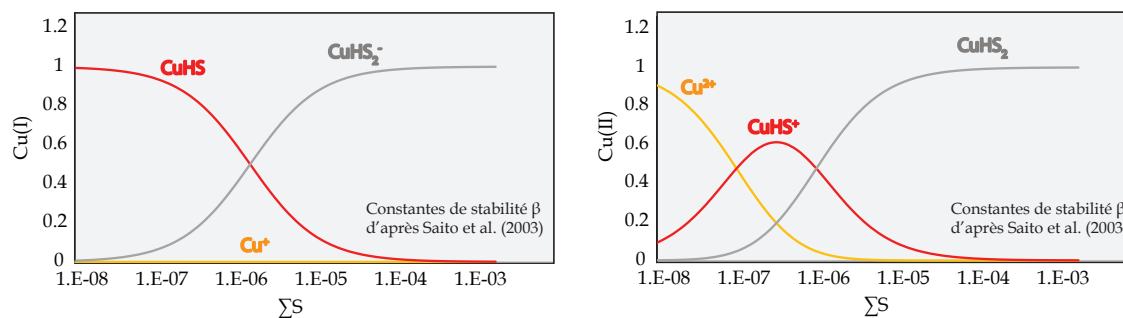 1.2
1
0.8
0.6
0.4
0.2
0
Cu(I)
CuHS
CuHS₂⁻
Cu⁺
Constantes de stabilité β
d'après Saito et al. (2003)
1.E-08 1.E-07 1.E-06 1.E-05 1.E-04 1.E-03
∑S
1.2
1
0.8
0.6
0.4
0.2
0
Cu(II)
Cu²⁺
CuHS⁺
CuHS₂
Constantes de stabilité β
d'après Saito et al. (2003
1.E-08 1.E-07 1.E-06 1.E-05 1.E-04 1.E-03
∑S